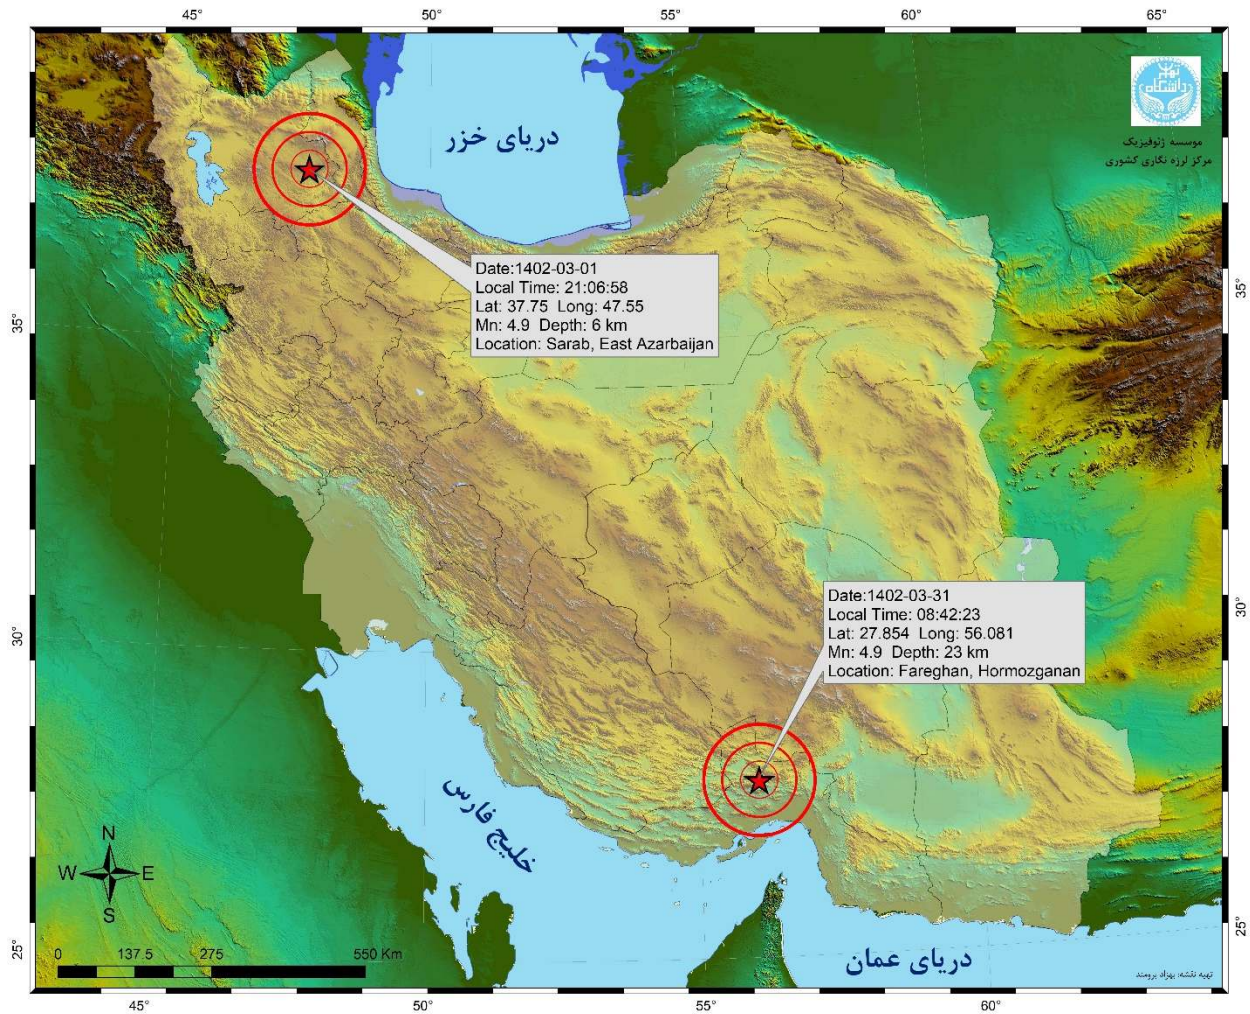 45°
50°
55°
60°
65°
تهران
دانشگاه
موسسه ژئوفیزیک
مرکز لرزه نگاری کشوری
دریای خزر
Date:1402-03-01
Local Time: 21:06:58
Lat: 37.75 Long: 47.55
Mn: 4.9 Depth: 6 km
Location: Sarab, East Azarbaijan
35°
35°
Date:1402-03-31
Local Time: 08:42:23
Lat: 27.854 Long: 56.081
Mn: 4.9 Depth: 23 km
Location: Fareghan, Hormozganan
30°
30°
خلیج فارس
N
W
E
S
25°
25°
0
137.5
275
550 Km
دریای عمان
تهیه نقشه: بهزاد برومند
45°
50°
55°
60°